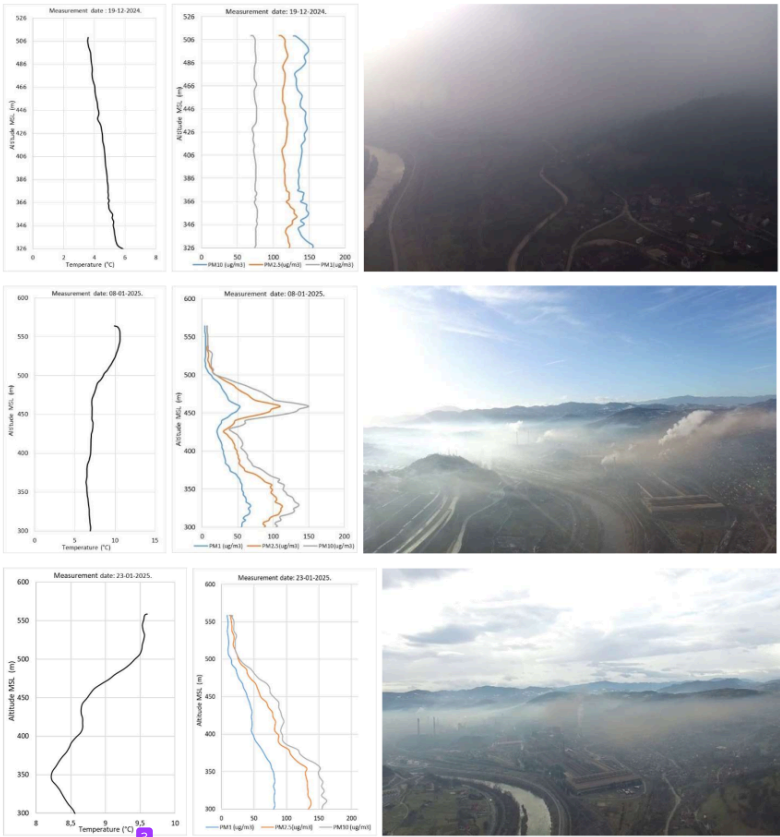 Measurement date : 19-12-2024.
526
506
486
466
446
426
406
386
366
346
326
Altitude MSL (m)
0 2 4 6 8
Temperature (°C)
Measurement date: 19-12-2024.
526
506
486
466
446
426
406
386
366
346
326
Altitude MSL (m)
0 50 100 150 200
PM10 (ug/m3) PM2.5(ug/m3) PM1(ug/m3)
Measurement date: 08-01-2025.
600
550
500
450
400
350
300
Altitude MSL (m)
0 5 10 15
Temperature (°C)
Measurement date: 08-01-2025.
600
550
500
450
400
350
300
Altitude MSL (m)
0 50 100 150 200
PM1 (ug/m3) PM2.5(ug/m3) PM10(ug/m3)
Measurement date: 23-01-2025.
600
550
500
450
400
350
300
Altitude MSL (m)
8 8,5 9 9,5 10
Temperature (°C)
Measurement date: 23-01-2025.
600
550
500
450
400
350
300
Altitude MSL (m)
0 50 100 150 200
PM1 (ug/m3) PM2.5(ug/m3) PM10 (ug/m3)